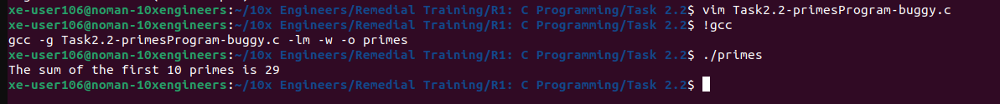 xe-user106@noman-10xengineers:~/10x Engineers/Remedial Training/R1: C Programming/Task 2.2$ vim Task2.2-primesProgram-buggy.c
xe-user106@noman-10xengineers:~/10x Engineers/Remedial Training/R1: C Programming/Task 2.2$ !gcc
gcc -g Task2.2-primesProgram-buggy.c -lm -w -o primes
xe-user106@noman-10xengineers:~/10x Engineers/Remedial Training/R1: C Programming/Task 2.2$ ./primes
The sum of the first 10 primes is 29
xe-user106@noman-10xengineers:~/10x Engineers/Remedial Training/R1: C Programming/Task 2.2$